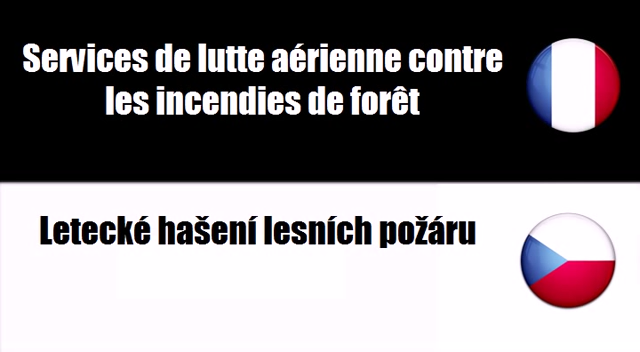 Services de lutte aérienne contre
les incendies de forêt
Letecké hašení lesních požáru